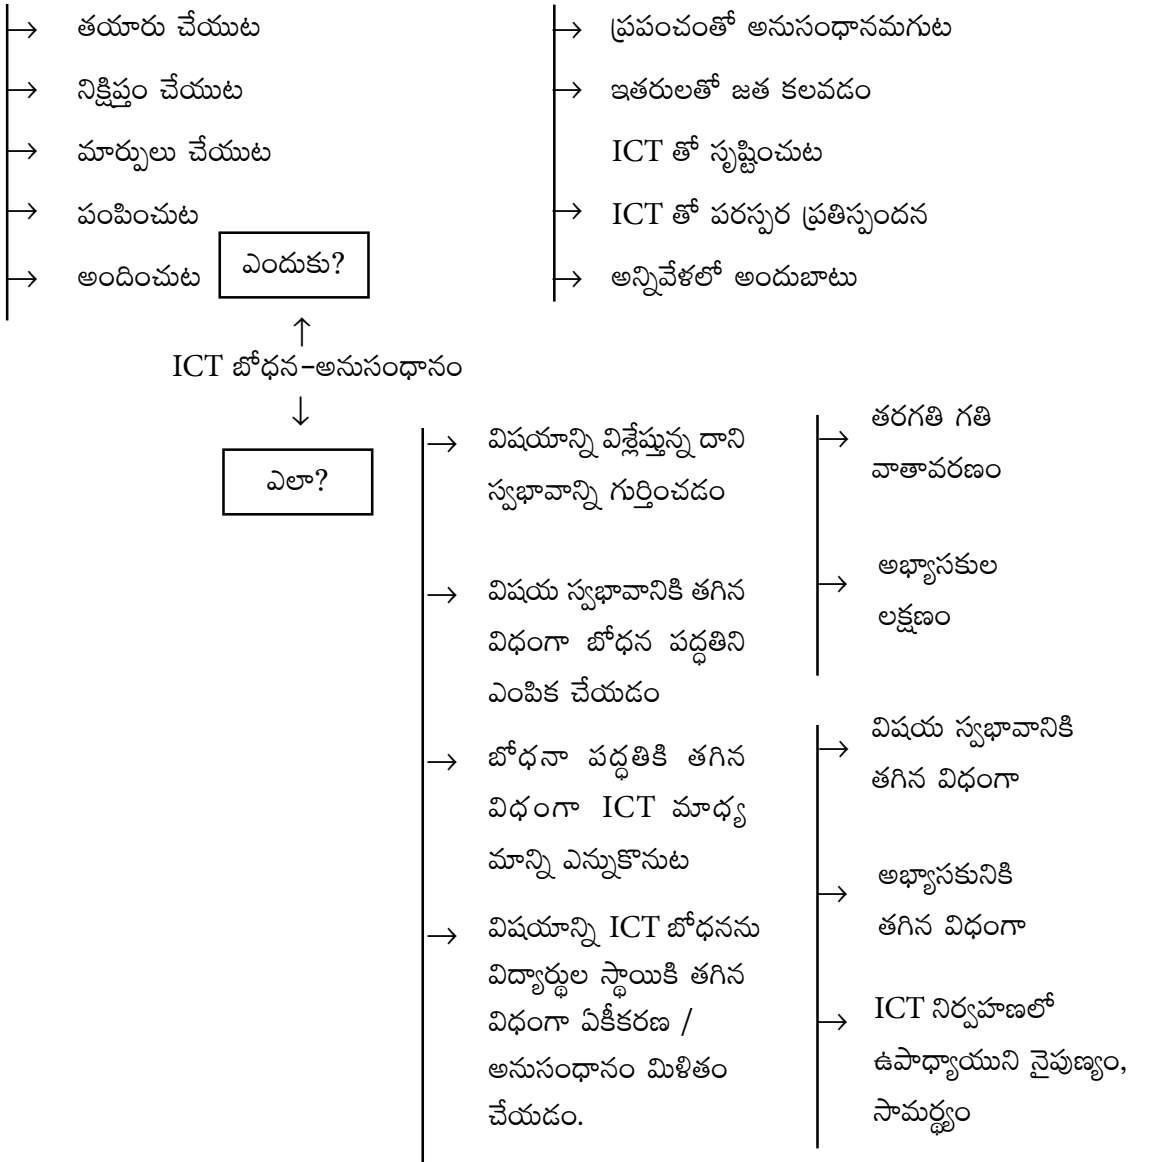 తయారు చేయుట
నిక్షిప్తం చేయుట
మార్పులు చేయుట
పంపించుట
అందించుట
ప్రపంచంతో అనుసంధానమగుట
ఇతరులతో జత కలవడం
ICT తో సృష్టించుట
ICT తో పరస్పర ప్రతిస్పందన
అన్నివేళలో అందుబాటు
ఎందుకు?
ICT బోధన-అనుసంధానం
ఎలా?
విషయాన్ని విశ్లేష్తున్న దాని
స్వభావాన్ని గుర్తించడం
విషయ స్వభావానికి తగిన
విధంగా బోధన పద్ధతిని
ఎంపిక చేయడం
బోధనా పద్ధతికి తగిన
విధంగా ICT మాధ్య
మాన్ని ఎన్నుకొనుట
విషయాన్ని ICT బోధనను
విద్యార్థుల స్థాయికి తగిన
విధంగా ఏకీకరణ /
అనుసంధానం మిళితం
చేయడం.
తరగతి గతి
వాతావరణం
అభ్యాసకుల
లక్షణం
విషయ స్వభావానికి
తగిన విధంగా
అభ్యాసకునికి
తగిన విధంగా
ICT నిర్వహణలో
ఉపాధ్యాయుని నైపుణ్యం,
సామర్థ్యం